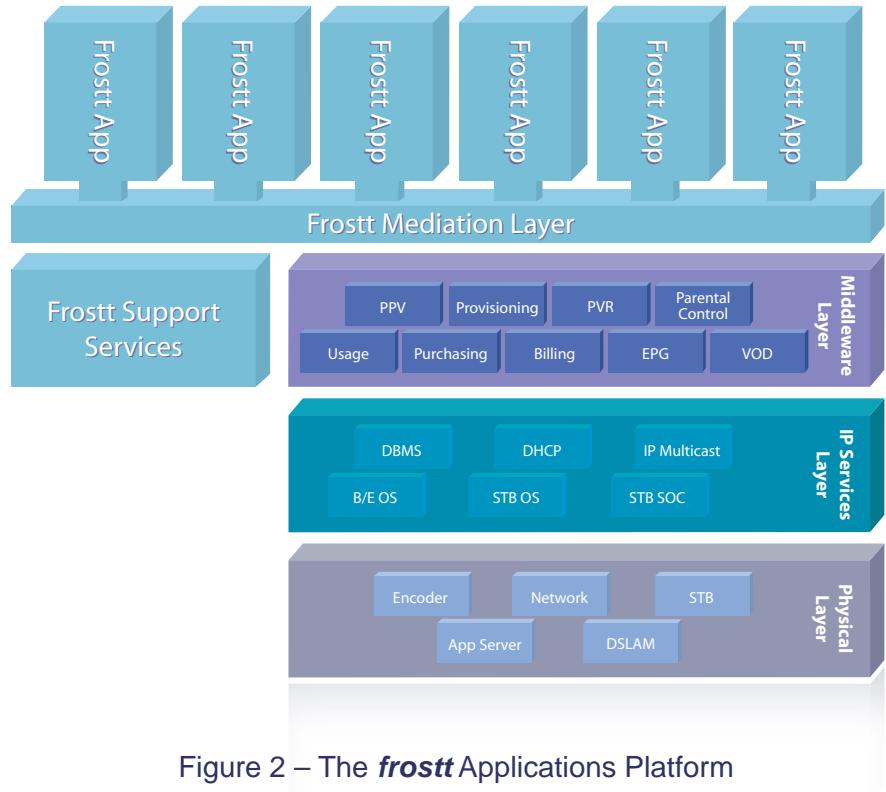 Frostt App
Frostt App
Frostt App
Frostt App
Frostt App
Frostt App
Frostt Mediation Layer
Frostt Support
Services
Middleware
Layer
PPV
Provisioning
PVR
Parental
Control
Usage
Purchasing
Billing
EPG
VOD
IP Services
Layer
DBMS
DHCP
IP Multicast
B/E OS
STB OS
STB SOC
Physical
Layer
Encoder
Network
STB
App Server
DSLAM
Figure 2 – The frostt Applications Platform